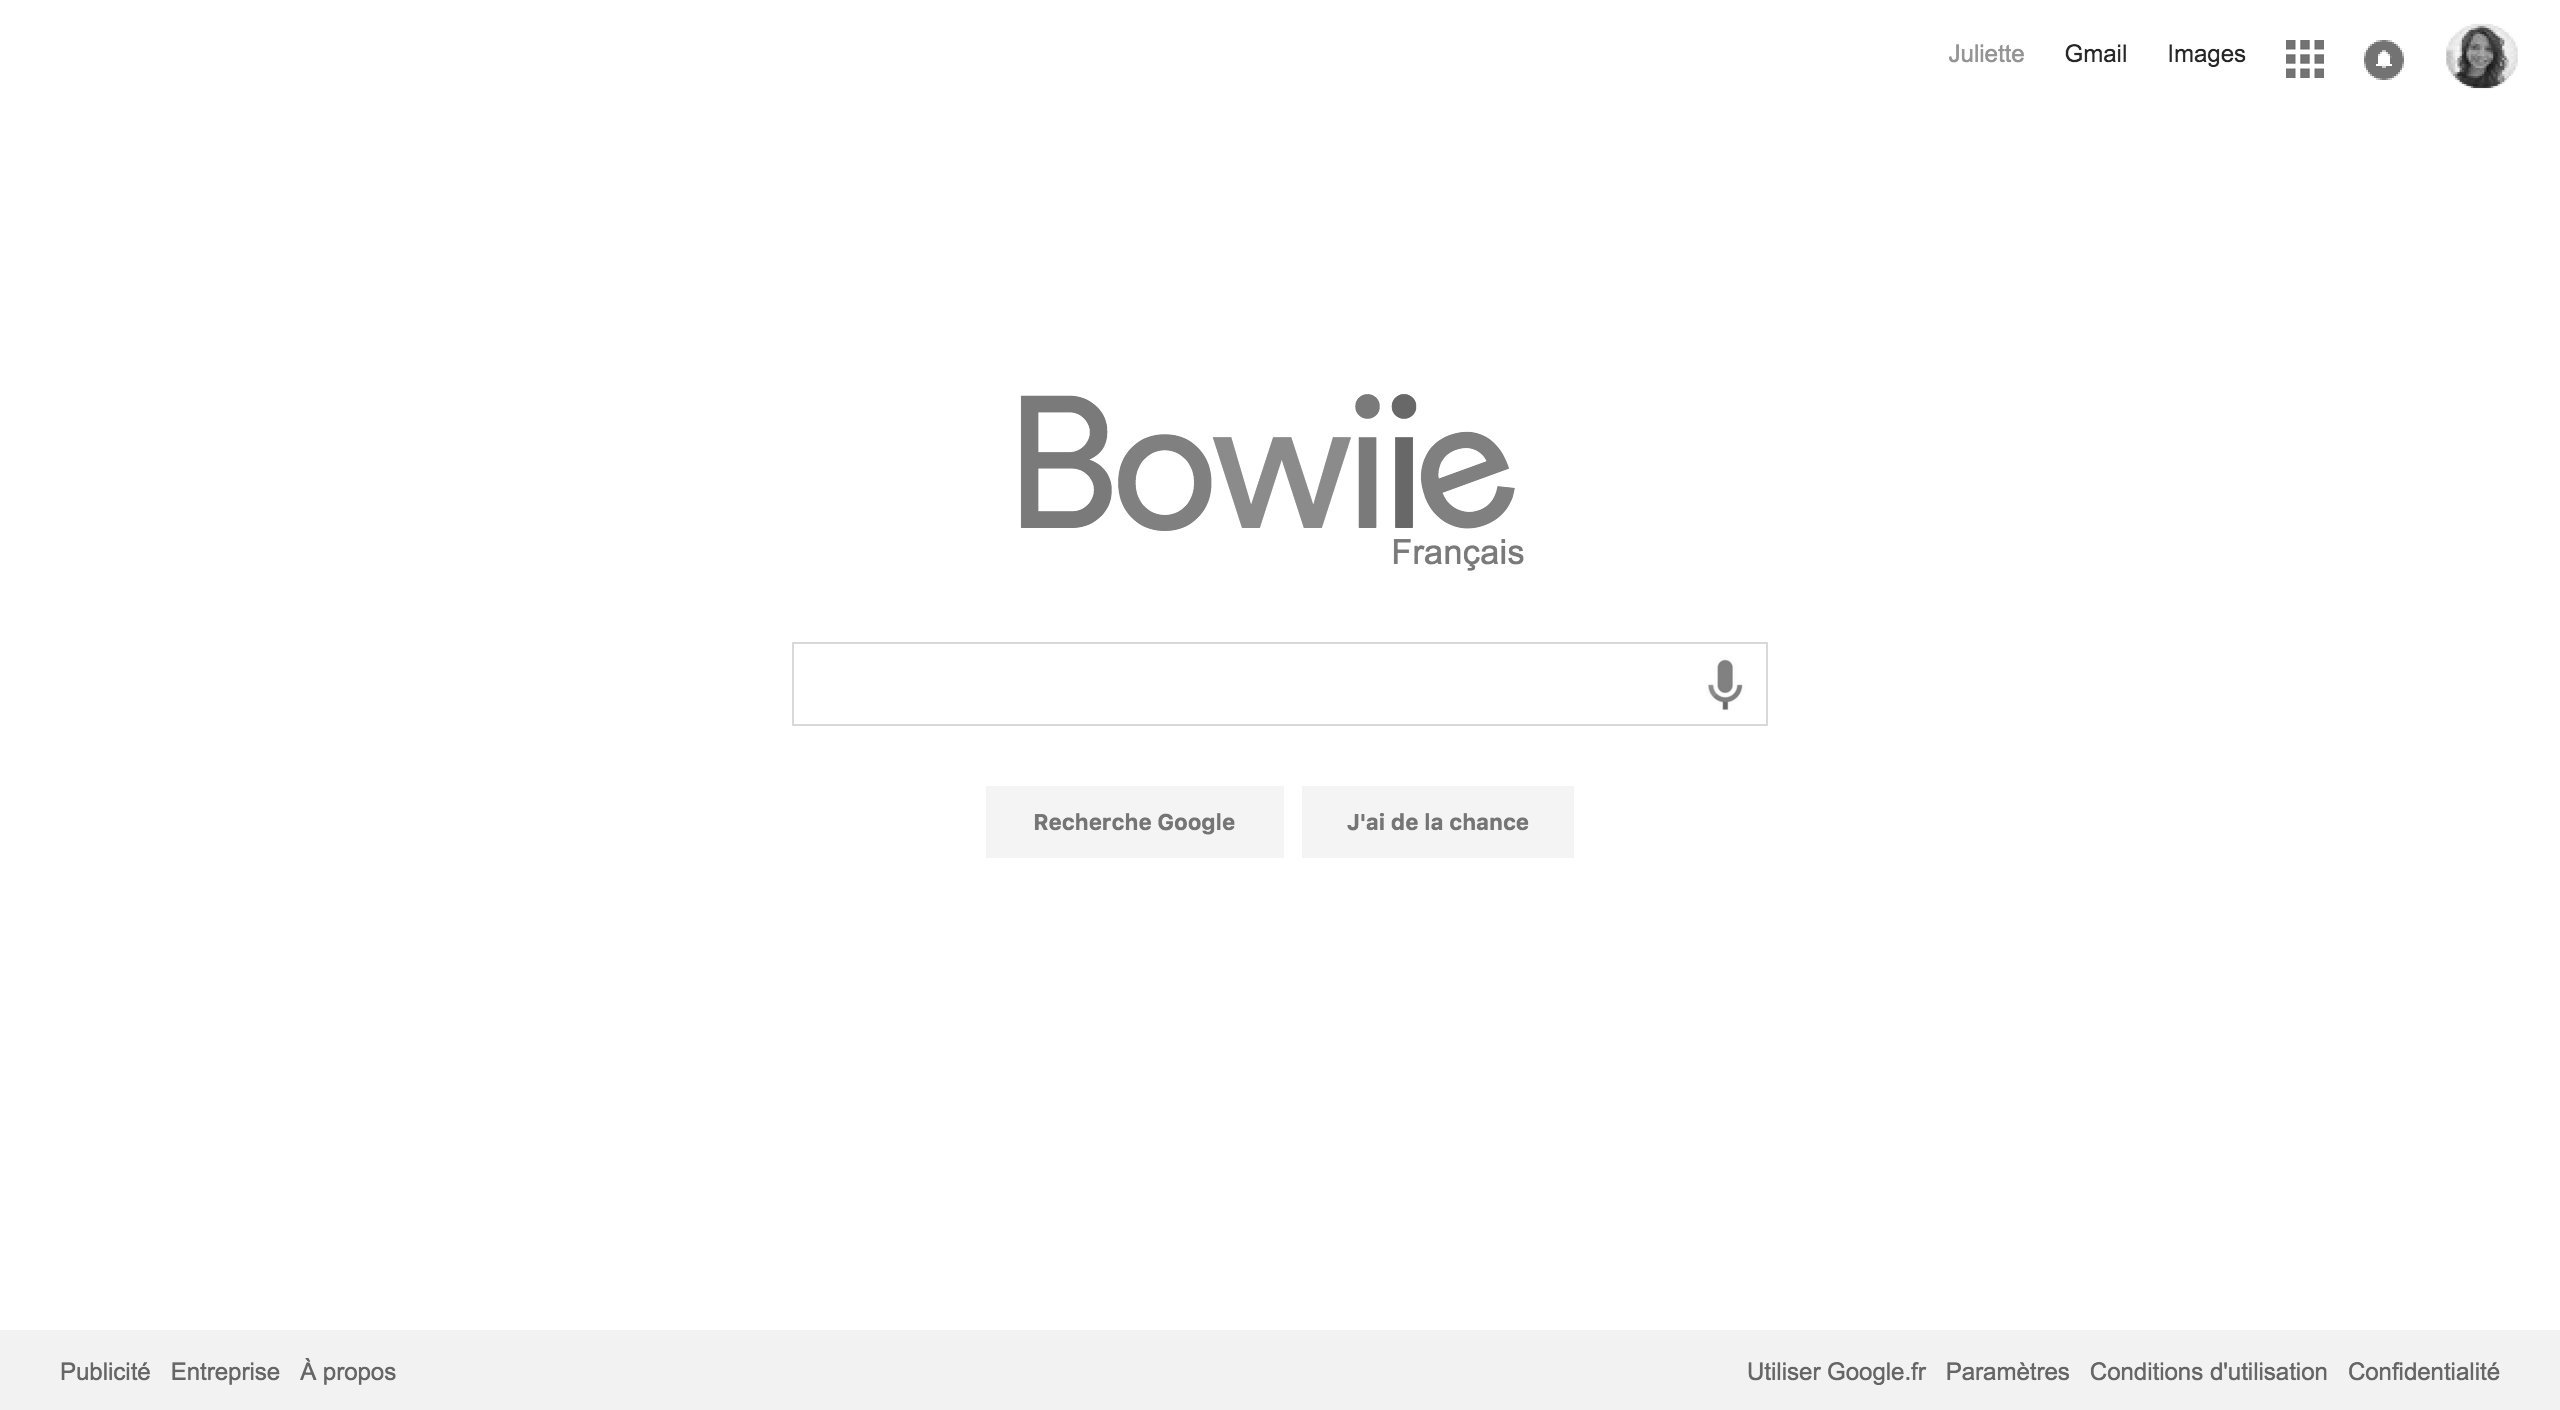 Juliette Gmail Images
Bowiie
Français
Recherche Google J'ai de la chance
Publicité Entreprise À propos Utiliser Google.fr Paramètres Conditions d'utilisation Confidentialité